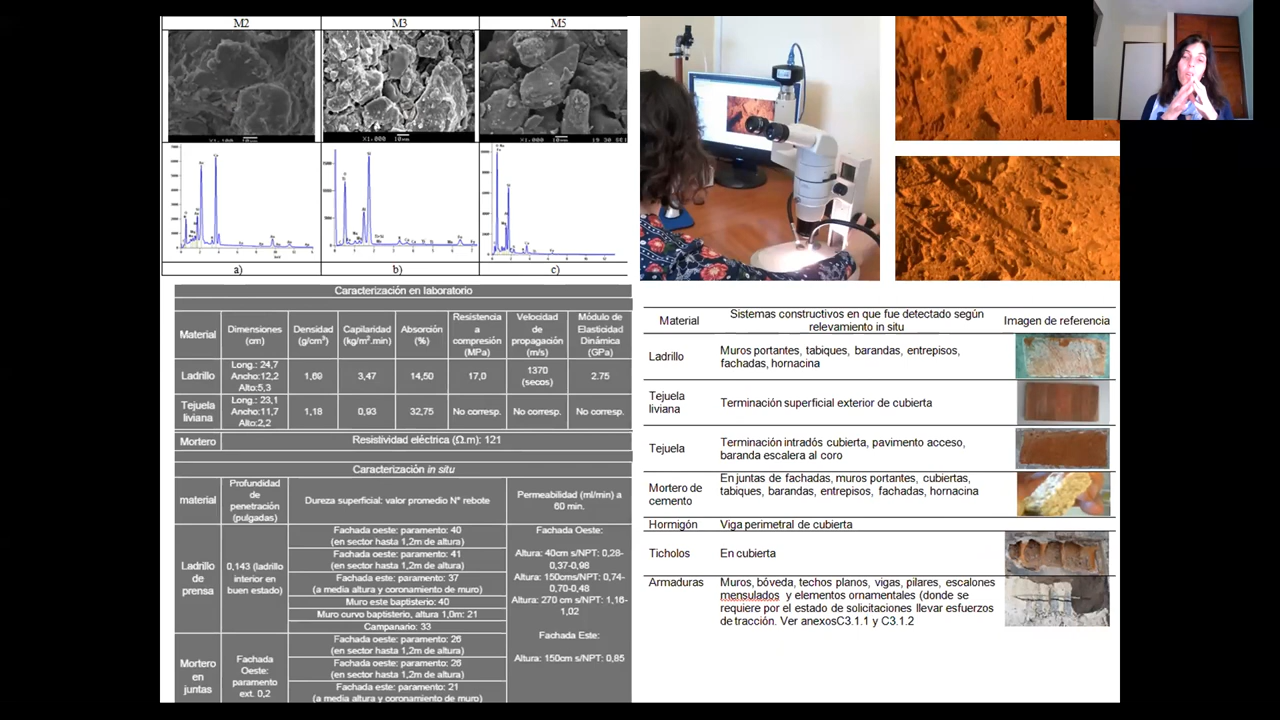 M2
M3
M5
a)
b)
c)
Caracterización en laboratorio
Material
Dimensiones
(cm)
Densidad
(g/cm³)
Capilaridad
(kg/m².min)
Absorción
(%)
Resistencia
a
compresión
(MPa)
Velocidad
de
propagación
(m/s)
Módulo de
Elasticidad
Dinámica
(GPa)
Ladrillo
Long.: 24,7
Ancho:12,2
Alto:5,3
1,69
3,47
14,50
17,0
1370
(secos)
2.75
Tejuela
liviana
Long.: 23,1
Ancho:11,7
Alto:2,2
1,18
0,93
32,75
No corresp.
No corresp.
No corresp.
Mortero
Resistividad eléctrica (Ω.m): 121
Caracterización in situ
material
Profundidad
de
penetración
(pulgadas)
Dureza superficial: valor promedio N° rebote
Permeabilidad (ml/min) a
60 min.
Ladrillo
de
prensa
0,143 (ladrillo
interior en
buen estado)
Fachada oeste: paramento: 40
(en sector hasta 1,2m de altura)
Fachada oeste: paramento: 41
(en sector hasta 1,2m de altura)
Fachada este: paramento: 37
(a media altura y coronamiento de muro)
Muro este baptisterio: 40
Muro curvo baptisterio, altura 1,0m: 21
Campanario: 33
Fachada Oeste:
Altura: 40cm s/NPT: 0,28-
0,37-0,98
Altura: 150cms/NPT: 0,74-
0,70-0,48
Altura: 270 cm s/NPT: 1,16-
1,02
Fachada Este:
Altura: 150cm s/NPT: 0,85
Mortero
en
juntas
Fachada
Oeste:
paramento
ext. 0,2
Fachada oeste: paramento: 26
(en sector hasta 1,2m de altura)
Fachada oeste: paramento: 26
(en sector hasta 1,2m de altura)
Fachada este: paramento: 21
(a media altura y coronamiento de muro)
Material
Sistemas constructivos en que fue detectado según
relevamiento in situ
Imagen de referencia
Ladrillo
Muros portantes, tabiques, barandas, entrepisos,
fachadas, hornacina
Tejuela
liviana
Terminación superficial exterior de cubierta
Tejuela
Terminación intradós cubierta, pavimento acceso,
baranda escalera al coro
Mortero de
cemento
En juntas de fachadas, muros portantes, cubiertas,
tabiques, barandas, entrepisos, fachadas, hornacina
Hormigón
Viga perimetral de cubierta
Ticholos
En cubierta
Armaduras
Muros, bóveda, techos planos, vigas, pilares, escalones
mensulados y elementos ornamentales (donde se
requiere por el estado de solicitaciones llevar esfuerzos
de tracción. Ver anexosC3.1.1 y C3.1.2